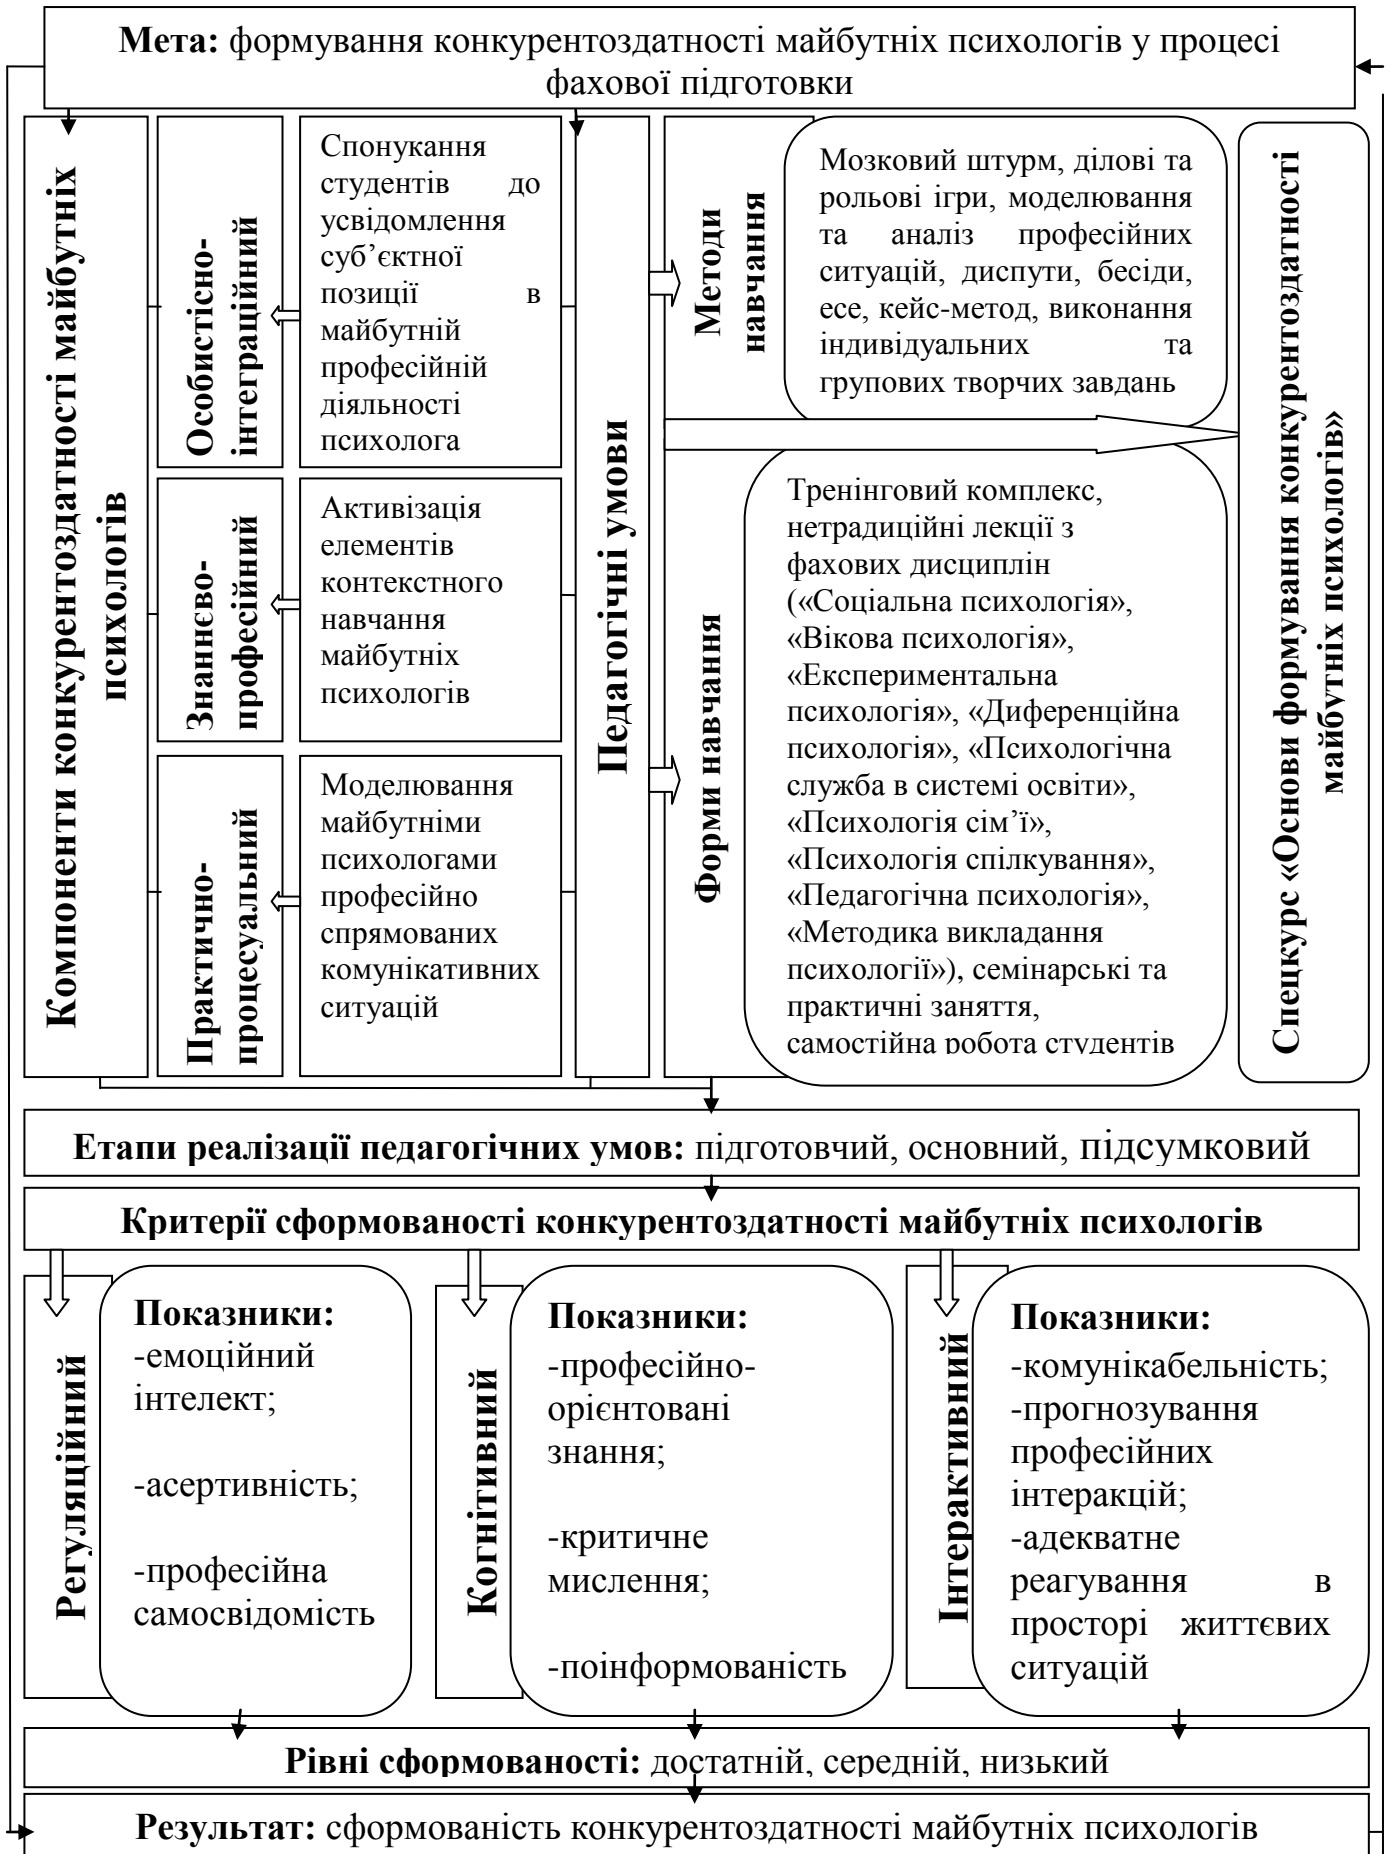 Мета: формування конкурентоздатності майбутніх психологів у процесі
фахової підготовки
Компоненти конкурентоздатності майбутніх
психологів
Особистісно-
інтеграційний
Спонукання
студентів до
усвідомлення
суб’єктної
позиції в
майбутній
професійній
діяльності
психолога
Знаннєво-
професійний
Активізація
елементів
контекстного
навчання
майбутніх
психологів
Практично-
процесуальний
Моделювання
майбутніми
психологами
професійно
спрямованих
комунікативних
ситуацій
Педагогічні умови
Методи
навчання
Мозковий штурм, ділові та
рольові ігри, моделювання
та аналіз професійних
ситуацій, диспути, бесіди,
есе, кейс-метод, виконання
індивідуальних та
групових творчих завдань
Форми навчання
Тренінговий комплекс,
нетрадиційні лекції з
фахових дисциплін
(«Соціальна психологія»,
«Вікова психологія»,
«Експериментальна
психологія», «Диференційна
психологія», «Психологічна
служба в системі освіти»,
«Психологія сім’ї»,
«Психологія спілкування»,
«Педагогічна психологія»,
«Методика викладання
психології»), семінарські та
практичні заняття,
самостійна робота студентів
Спецкурс «Основи формування конкурентоздатності
майбутніх психологів»
Етапи реалізації педагогічних умов: підготовчий, основний, підсумковий
Критерії сформованості конкурентоздатності майбутніх психологів
Регуляційний
Показники:
-емоційний
інтелект;
-асертивність;
-професійна
самосвідомість
Когнітивний
Показники:
-професійно-
орієнтовані
знання;
-критичне
мислення;
-поінформованість
Інтерактивний
Показники:
-комунікабельність;
-прогнозування
професійних
інтеракцій;
-адекватне
реагування в
просторі життєвих
ситуацій
Рівні сформованості: достатній, середній, низький
Результат: сформованість конкурентоздатності майбутніх психологів